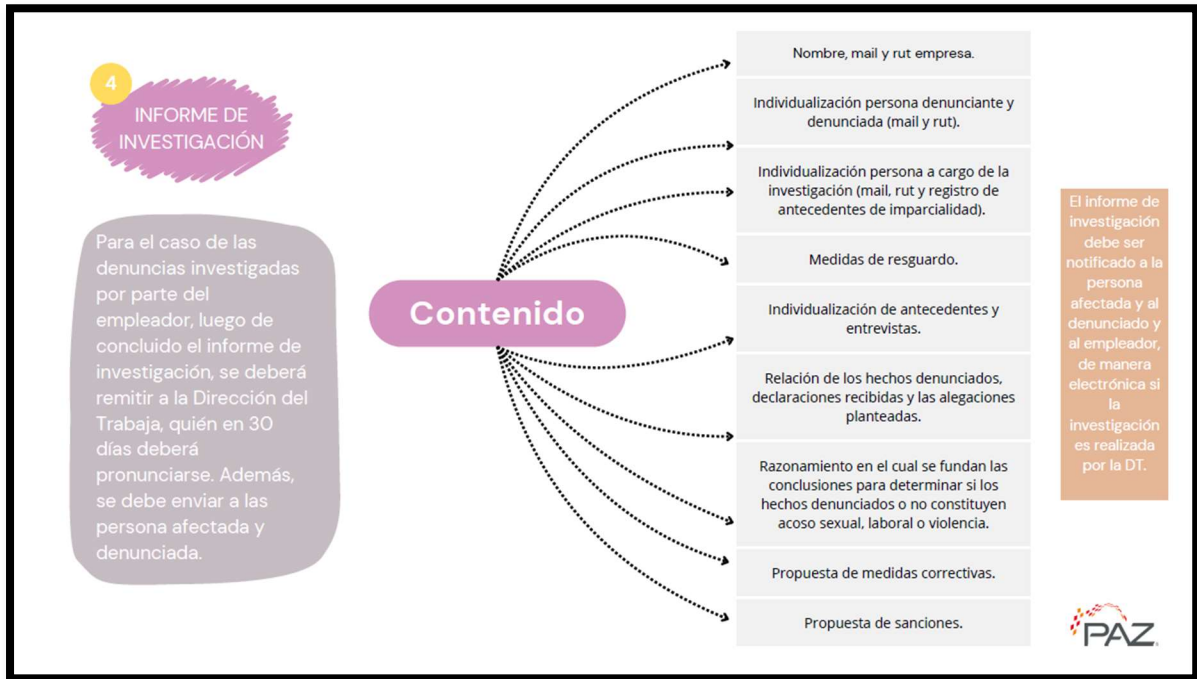 4
INFORME DE
INVESTIGACIÓN
Para el caso de las
denuncias investigadas
por parte del
empleador, luego de
concluido el informe de
investigación, se deberá
remitir a la Dirección del
Trabaja, quién en 30
días deberá
pronunciarse. Además,
se debe enviar a las
persona afectada y
denunciada.
Contenido
Nombre, mail y rut empresa.
Individualización persona denunciante y
denunciada (mail y rut).
Individualización persona a cargo de la
investigación (mail, rut y registro de
antecedentes de imparcialidad).
Medidas de resguardo.
Individualización de antecedentes y
entrevistas.
Relación de los hechos denunciados,
declaraciones recibidas y las alegaciones
planteadas.
Razonamiento en el cual se fundan las
conclusiones para determinar si los
hechos denunciados o no constituyen
acoso sexual, laboral o violencia.
Propuesta de medidas correctivas.
Propuesta de sanciones.
El informe de
investigación
debe ser
notificado a la
persona
afectada y al
denunciado y
al empleador,
de manera
electrónica si
la
investigación
es realizada
por la DT.
PAZ